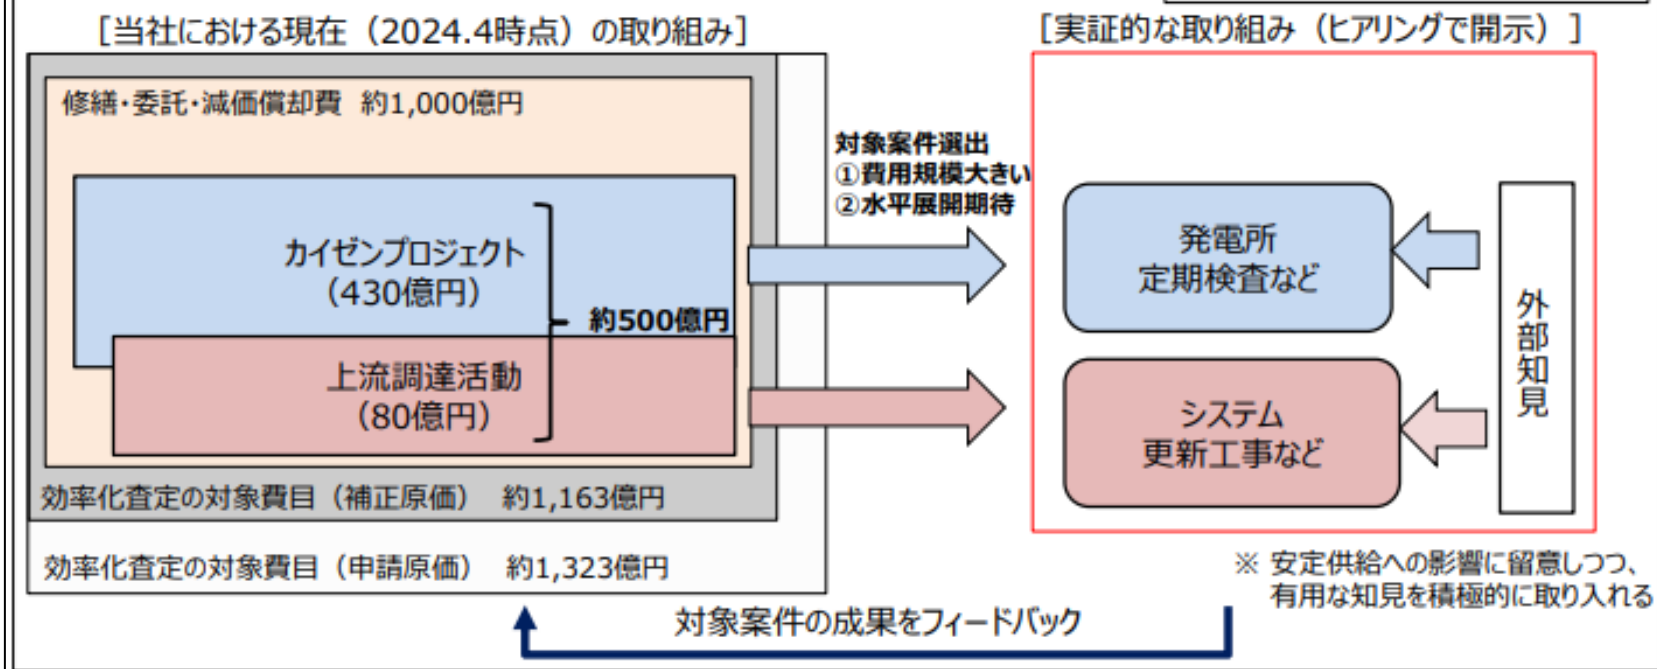 [当社における現在（2024.4時点）の取り組み]
[実証的な取り組み（ヒアリングで開示）]
修繕・委託・減価償却費 約1,000億円
カイゼンプロジェクト
（430億円）
約500億円
上流調達活動
（80億円）
効率化査定の対象費目（補正原価） 約1,163億円
効率化査定の対象費目（申請原価） 約1,323億円
対象案件選出
①費用規模大きい
②水平展開期待
発電所
定期検査など
システム
更新工事など
外部知見
※ 安定供給への影響に留意しつつ、
有用な知見を積極的に取り入れる
対象案件の成果をフィードバック